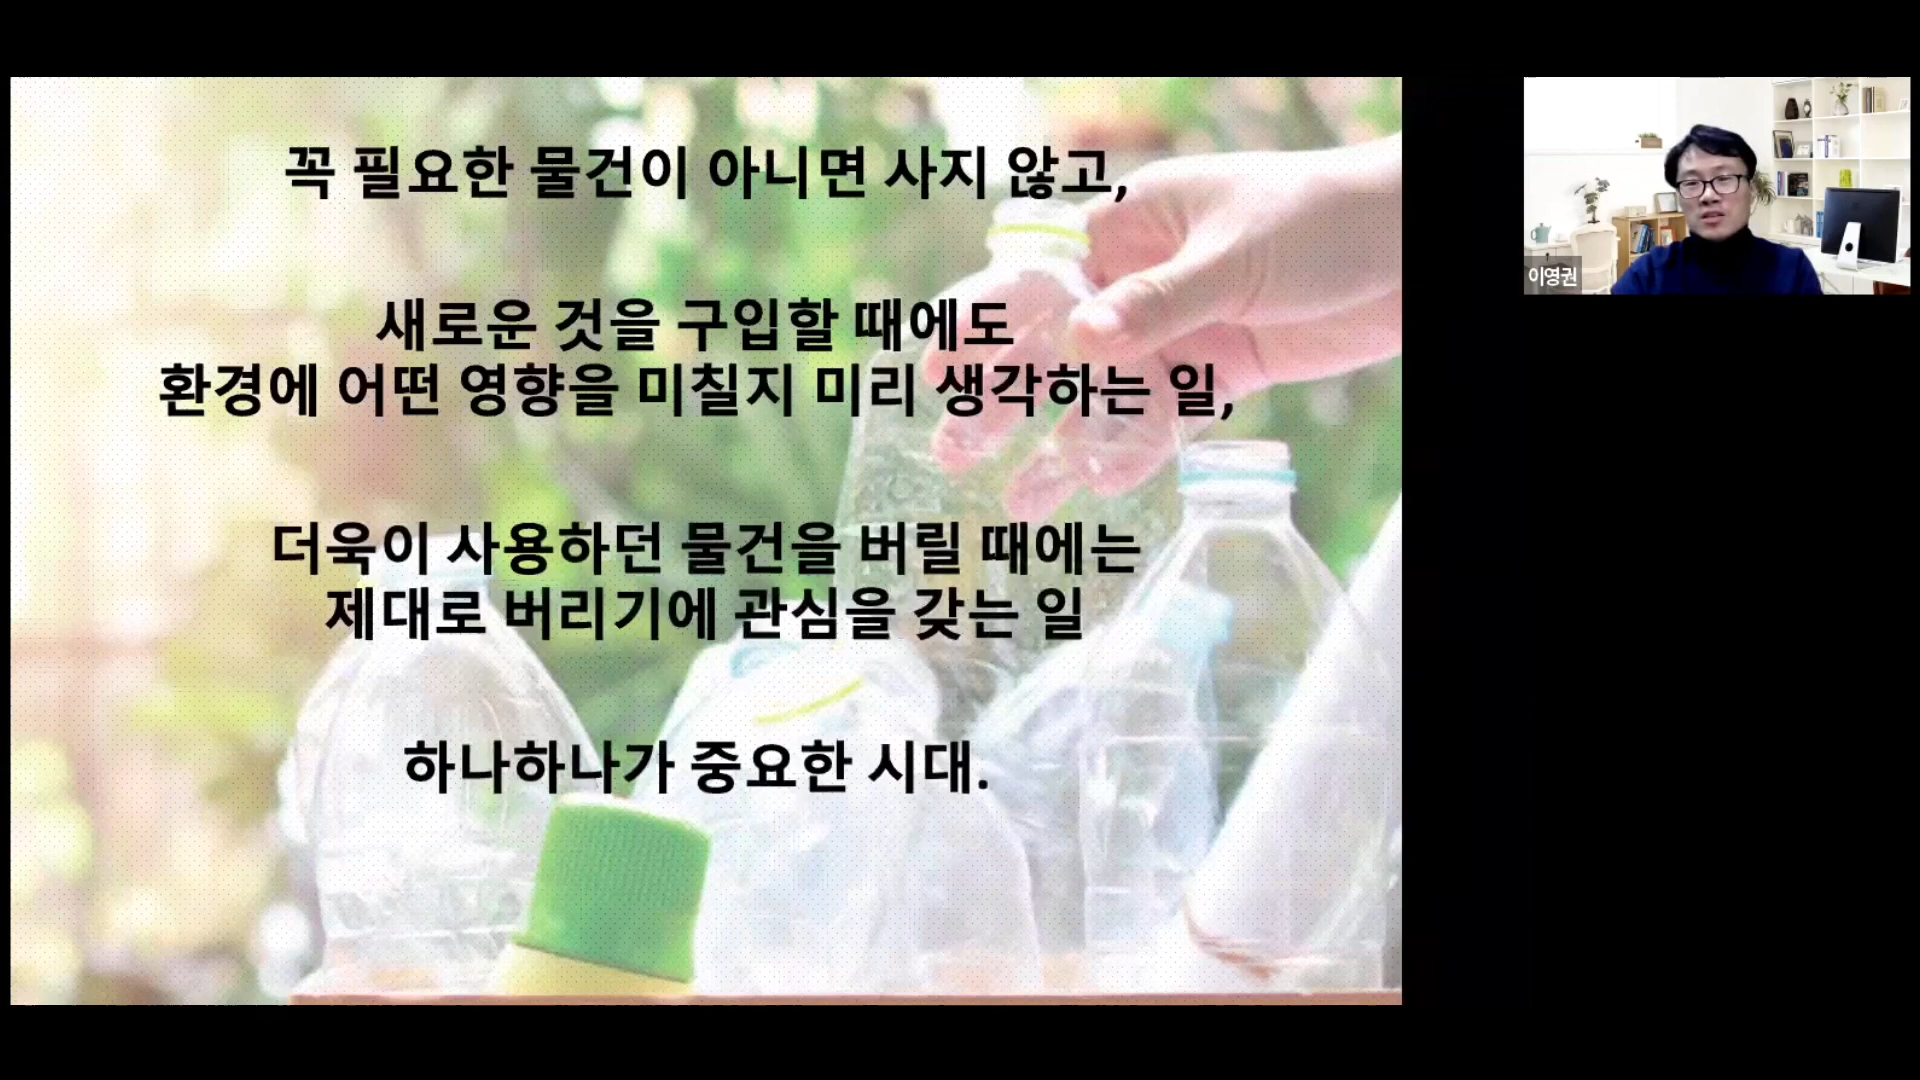 꼭 필요한 물건이 아니면 사지 않고,
새로운 것을 구입할 때에도
환경에 어떤 영향을 미칠지 미리 생각하는 일,
더욱이 사용하던 물건을 버릴 때에는
제대로 버리기에 관심을 갖는 일
하나하나가 중요한 시대.
이영권